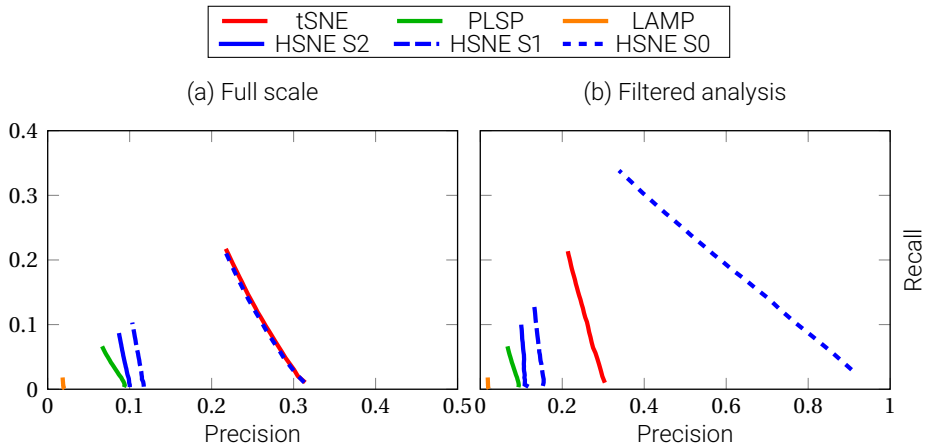 tSNE PLSP LAMP
HSNE S2 HSNE S1 HSNE S0
(a) Full scale (b) Filtered analysis
0.4
0.3
0.2
0.1
0
0 0.1 0.2 0.3 0.4 0.5
0 0.2 0.4 0.6 0.8 1
Recall
Precision Precision